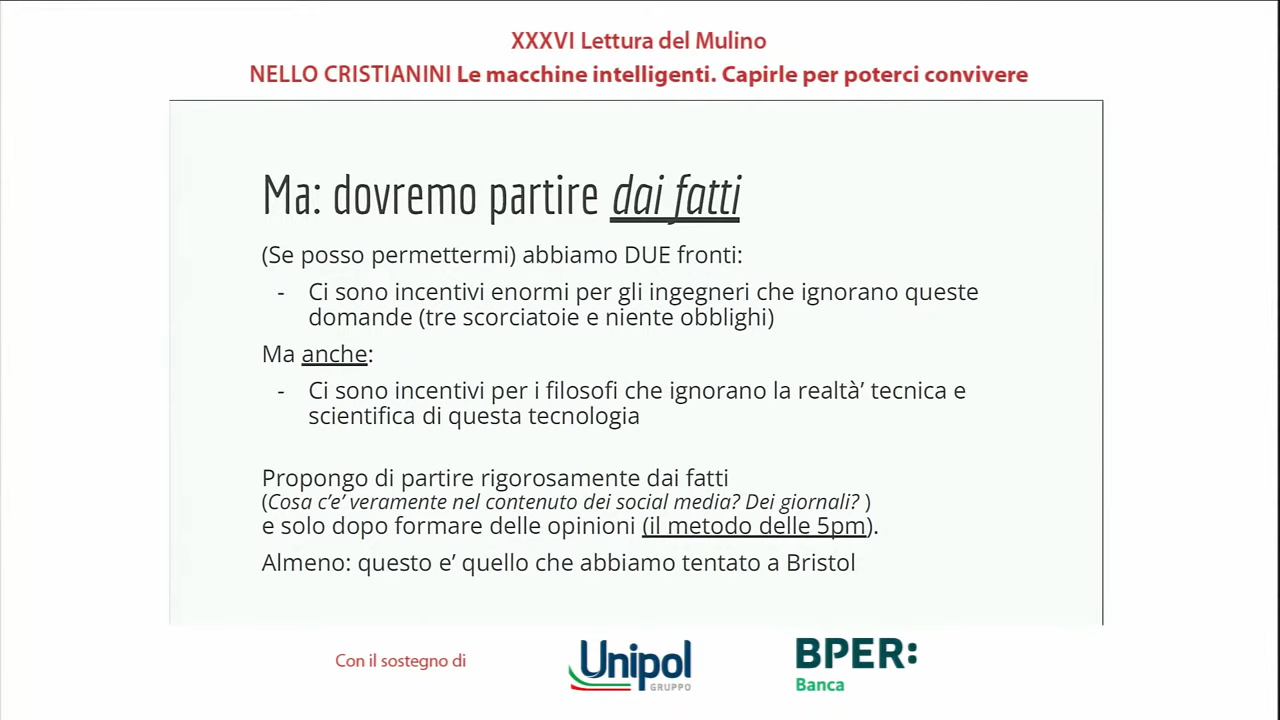 XXXVI Lettura del Mulino
NELLO CRISTIANINI Le macchine intelligenti. Capirle per poterci convivere
Ma: dovremo partire dai fatti
(Se posso permettermi) abbiamo DUE fronti:
- Ci sono incentivi enormi per gli ingegneri che ignorano queste
domande (tre scorciatoie e niente obblighi)
Ma anche:
- Ci sono incentivi per i filosofi che ignorano la realtà’ tecnica e
scientifica di questa tecnologia
Propongo di partire rigorosamente dai fatti
(Cosa c’e’ veramente nel contenuto dei social media? Dei giornali? )
e solo dopo formare delle opinioni (il metodo delle 5pm).
Almeno: questo e’ quello che abbiamo tentato a Bristol
Con il sostegno di
Unipol
GRUPPO
BPER:
Banca